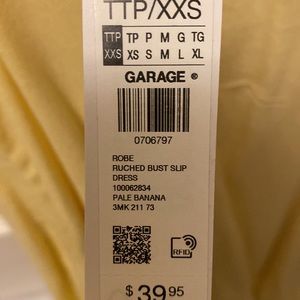 TTP/XXS
TTP TP P M G TG
XXS XS S M L XL
GARAGE ®
0706797
ROBE
RUCHED BUST SLIP
DRESS
100062834
PALE BANANA
3MK 211 73
RFID
$ 39 95